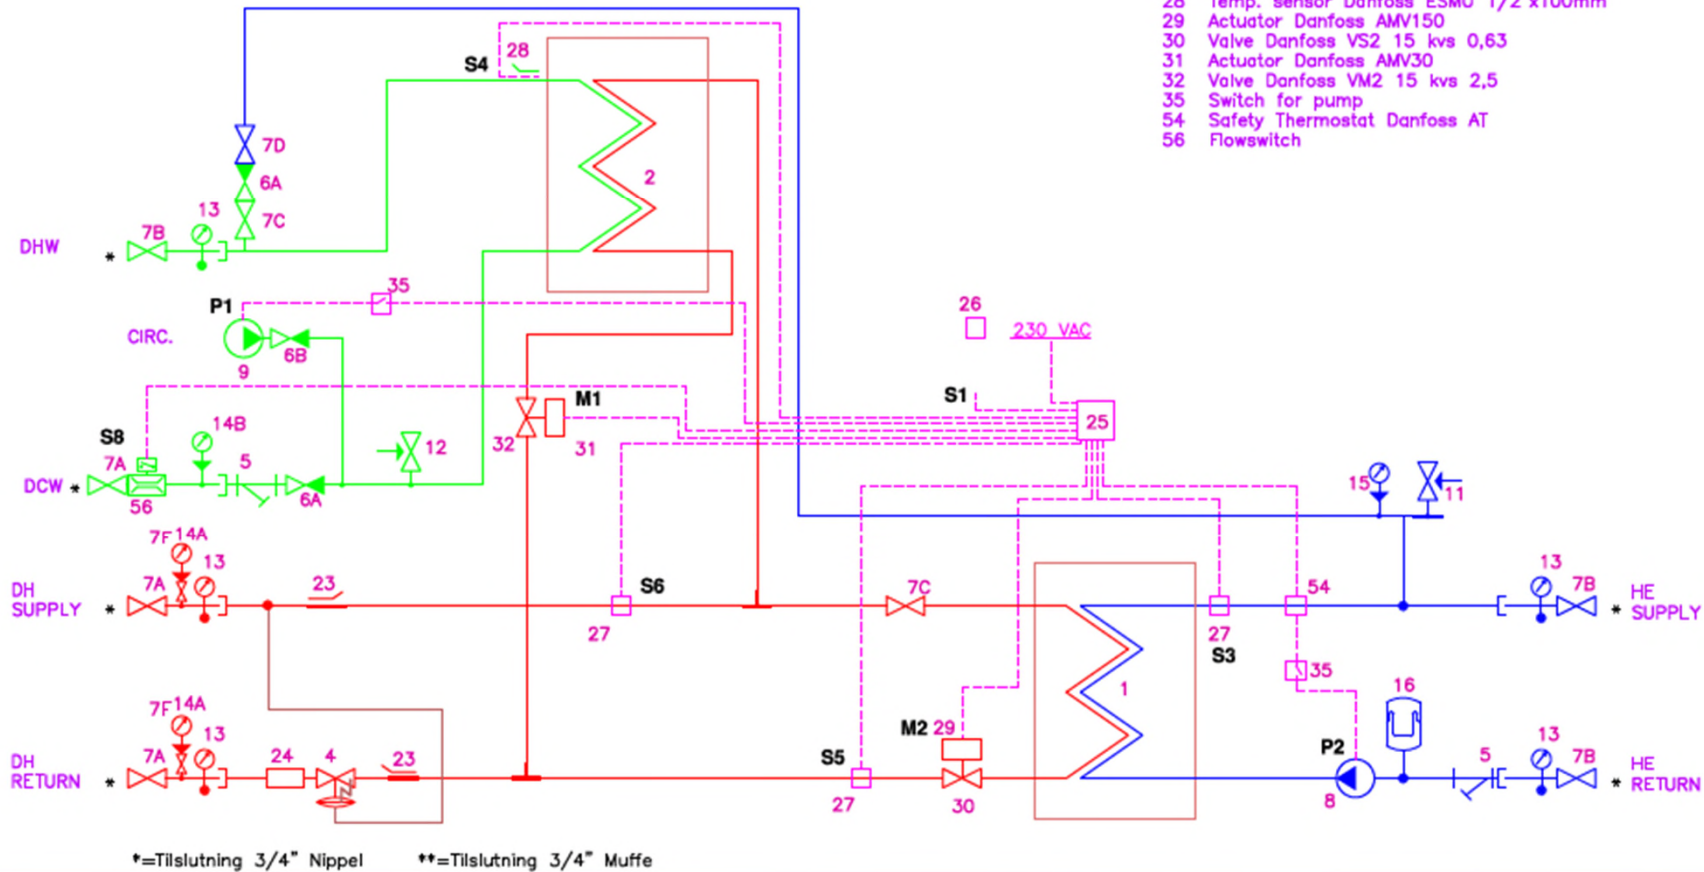 28 Temp. sensor Danfoss ESMU 1/2"x100mm
29 Actuator Danfoss AMV150
30 Valve Danfoss VS2 15 kvs 0,63
31 Actuator Danfoss AMV30
32 Valve Danfoss VM2 15 kvs 2,5
35 Switch for pump
54 Safety Thermostat Danfoss AT
56 Flowswitch
S4
28
7D
6A
2
13
7C
7B
DHW *
35
P1
26
CIRC.
230 VAC
6B
9
S1
M1
25
S8
14B
12
32
31
7A
5
15
11
DCW *
56
6A
7F 14A
13
23
S6
7C
54
13
7B
DH
SUPPLY *
7A
* HE
SUPPLY
27
27
S3
35
1
16
7F 14A
13
M2 29
DH
RETURN *
7A
24
4
23
S5
P2
5
13
7B
* HE
RETURN
27
30
8
*=Tilslutning 3/4" Nippel **=Tilslutning 3/4" Muffe